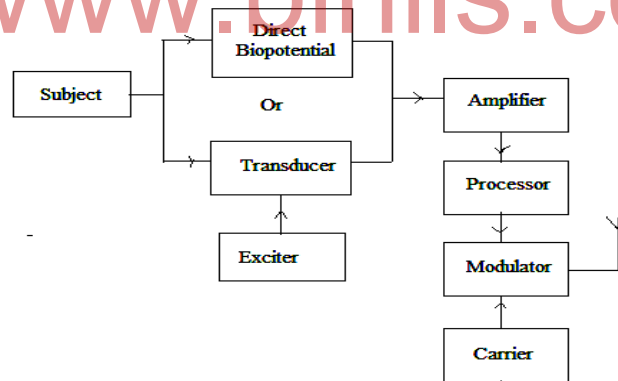 Direct
Biopotential
Subject
Or
Amplifier
Transducer
Processor
Exciter
Modulator
Carrier